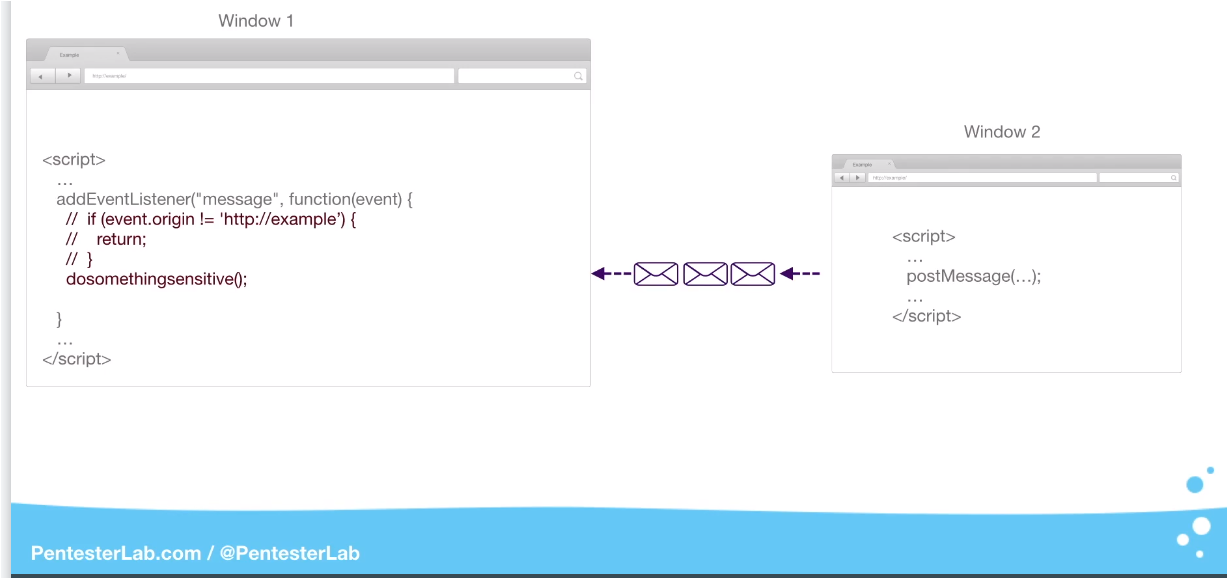 Window 1
Example
http://example/
<script>
...
addEventListener("message", function(event) {
// if (event.origin != 'http://example’) {
// return;
// }
dosomethingsensitive();
}
...
</script>
Window 2
Example
http://example/
<script>
...
postMessage(...);
...
</script>
PentesterLab.com / @PentesterLab